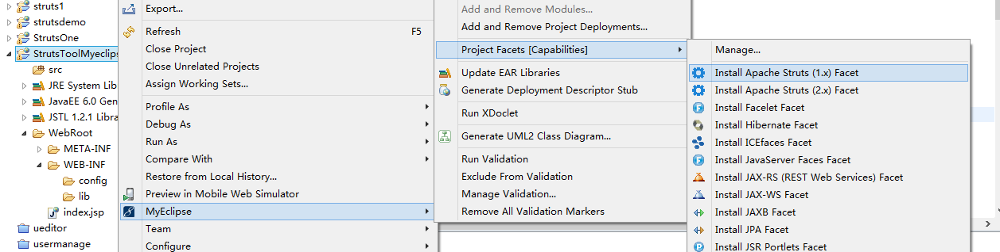 struts1
strutsdemo
StrutsOne
StrutsToolMyeclips
src
JRE System Lib
JavaEE 6.0 Gen
JSTL 1.2.1 Libra
WebRoot
META-INF
WEB-INF
config
lib
index.jsp
ueditor
usermanage
Export...
Refresh F5
Close Project
Close Unrelated Projects
Assign Working Sets...
Profile As
Debug As
Run As
Compare With
Restore from Local History...
Preview in Mobile Web Simulator
MyEclipse
Team
Configure
Add and Remove Modules...
Add and Remove Project Deployments...
Project Facets [Capabilities]
Update EAR Libraries
Generate Deployment Descriptor Stub
Run XDoclet
Generate UML2 Class Diagram...
Run Validation
Exclude From Validation
Manage Validation...
Remove All Validation Markers
Manage...
Install Apache Struts (1.x) Facet
Install Apache Struts (2.x) Facet
Install Facelet Facet
Install Hibernate Facet
Install ICEfaces Facet
Install JavaServer Faces Facet
Install JAX-RS (REST Web Services) Facet
Install JAX-WS Facet
Install JAXB Facet
Install JPA Facet
Install JSR Portlets Facet